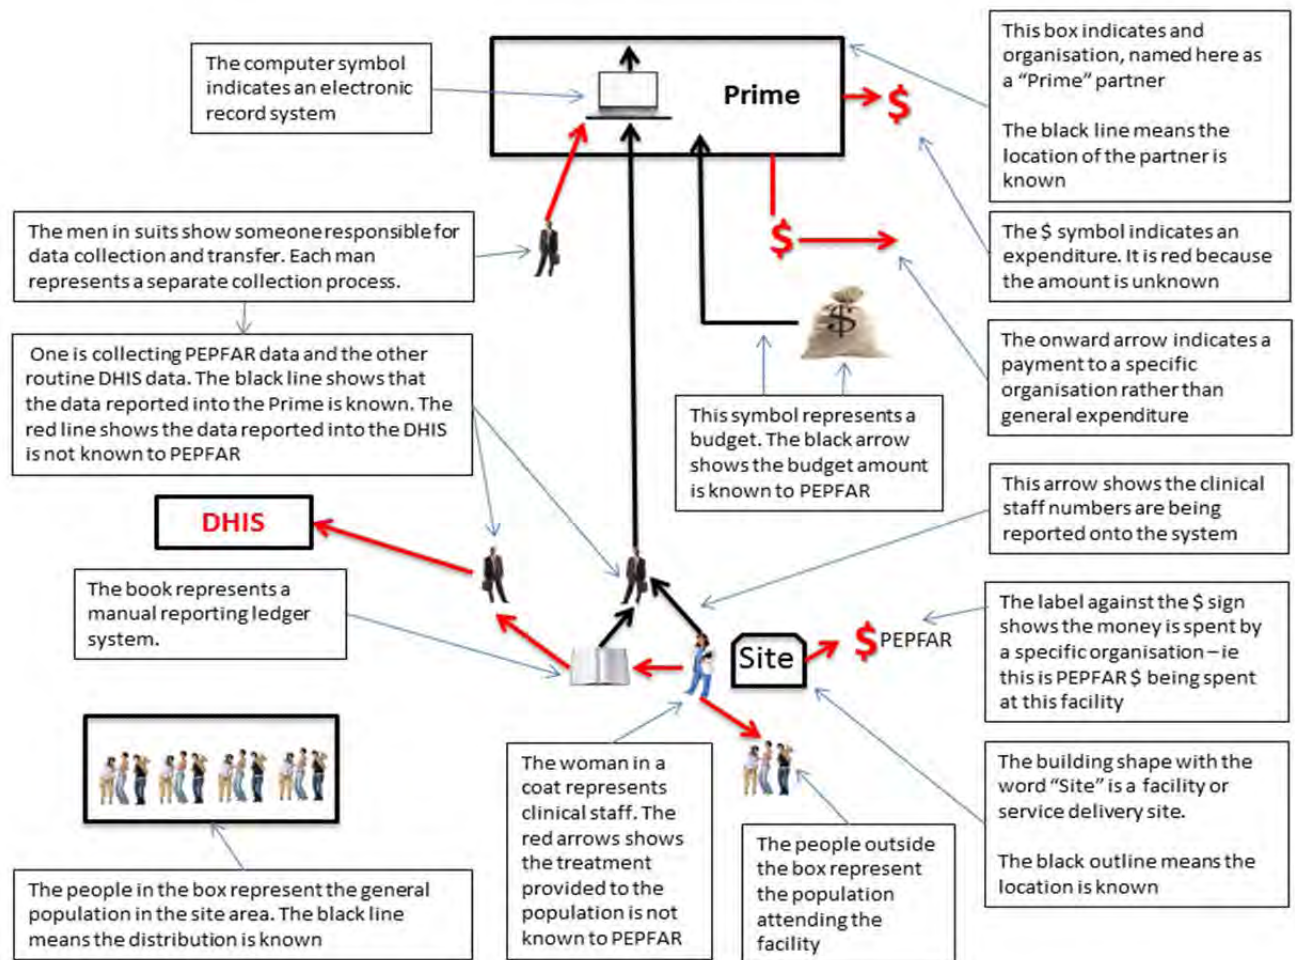 The computer symbol
indicates an electronic
record system
Prime
$
This box indicates and
organisation, named here as
a “Prime” partner
The black line means the
location of the partner is
known
The men in suits show someone responsible for
data collection and transfer. Each man
represents a separate collection process.
$
The $ symbol indicates an
expenditure. It is red because
the amount is unknown
$
The onward arrow indicates a
payment to a specific
organisation rather than
general expenditure
One is collecting PEPFAR data and the other
routine DHIS data. The black line shows that
the data reported into the Prime is known. The
red line shows the data reported into the DHIS
is not known to PEPFAR
This symbol represents a
budget. The black arrow
shows the budget amount
is known to PEPFAR
This arrow shows the clinical
staff numbers are being
reported onto the system
DHIS
The book represents a
manual reporting ledger
system.
Site
$PEPFAR
The label against the $ sign
shows the money is spent by
a specific organisation – ie
this is PEPFAR $ being spent
at this facility
The woman in a
coat represents
clinical staff. The
red arrows shows
the treatment
provided to the
population is not
known to PEPFAR
The building shape with the
word “Site” is a facility or
service delivery site.
The black outline means the
location is known
The people outside
the box represent
the population
attending the
facility
The people in the box represent the general
population in the site area. The black line
means the distribution is known